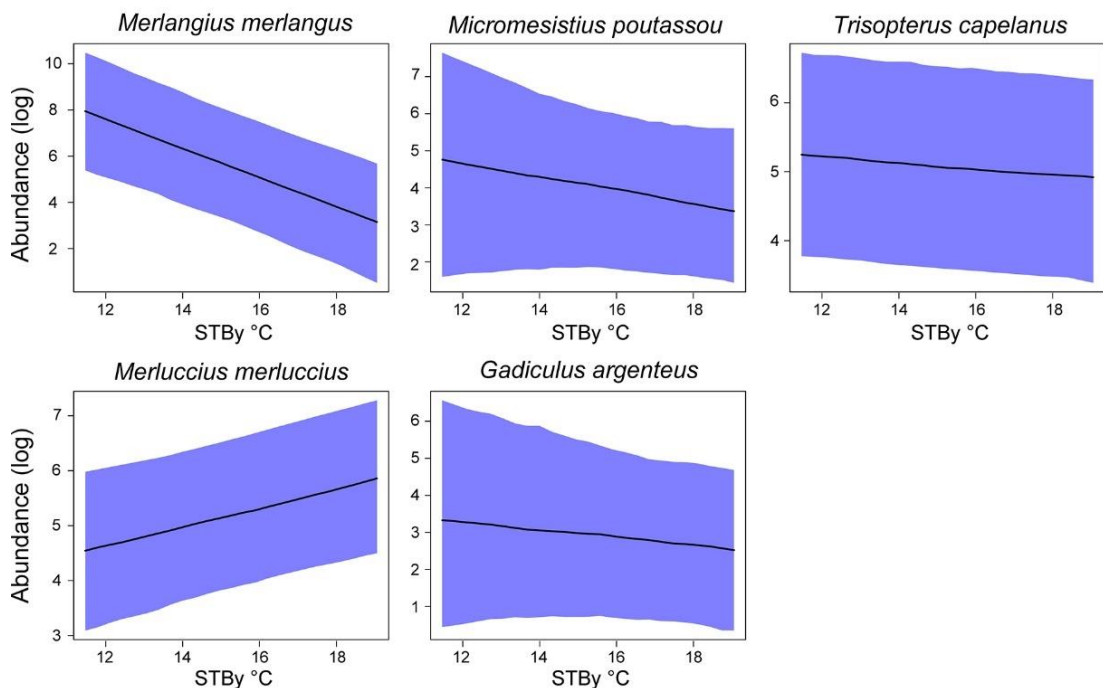 Merlangius merlangus
Micromesistius poutassou
Trisopterus capelanus
Abundance (log)
10
8
6
4
2
12 14 16 18
STBy °C
7
6
5
4
3
2
12 14 16 18
STBy °C
6
5
4
12 14 16 18
STBy °C
Merluccius merluccius
Gadiculus argenteus
Abundance (log)
7
6
5
4
3
12 14 16 18
STBy °C
6
5
4
3
2
1
12 14 16 18
STBy °C